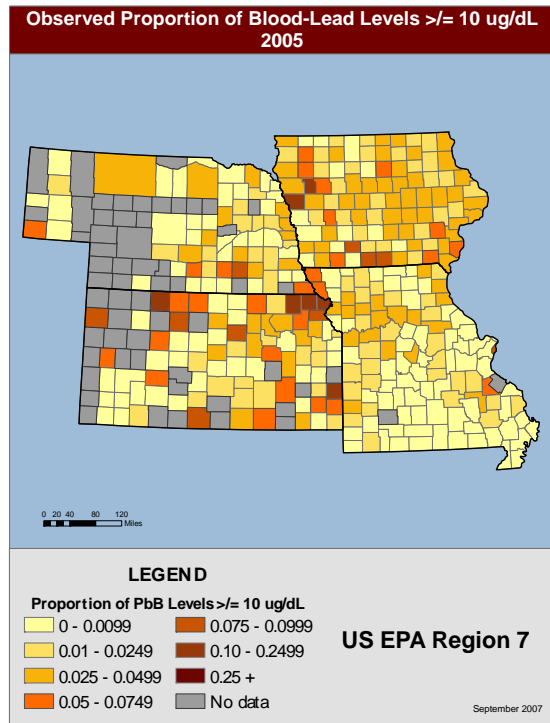 Observed Proportion of Blood-Lead Levels >/= 10 ug/dL
2005
0 20 40 80 120
Miles
LEGEND
Proportion of PbB Levels >/= 10 ug/dL
0 - 0.0099
0.01 - 0.0249
0.025 - 0.0499
0.05 - 0.0749
0.075 - 0.0999
0.10 - 0.2499
0.25 +
No data
US EPA Region 7
September 2007